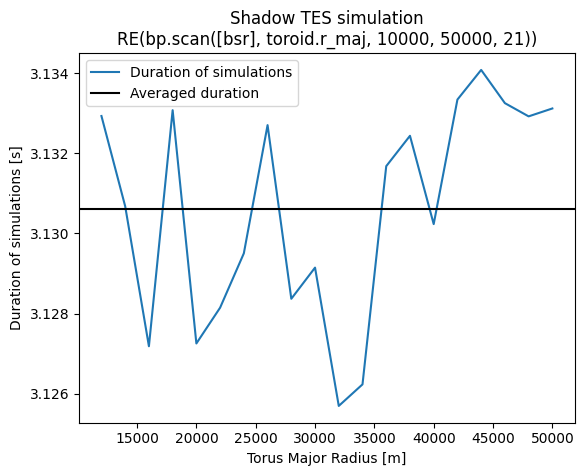 Shadow TES simulation
RE(bp.scan([bsr], toroid.r_maj, 10000, 50000, 21))
Duration of simulations
Averaged duration
Duration of simulations [s]
3.134
3.132
3.130
3.128
3.126
15000 20000 25000 30000 35000 40000 45000 50000
Torus Major Radius [m]